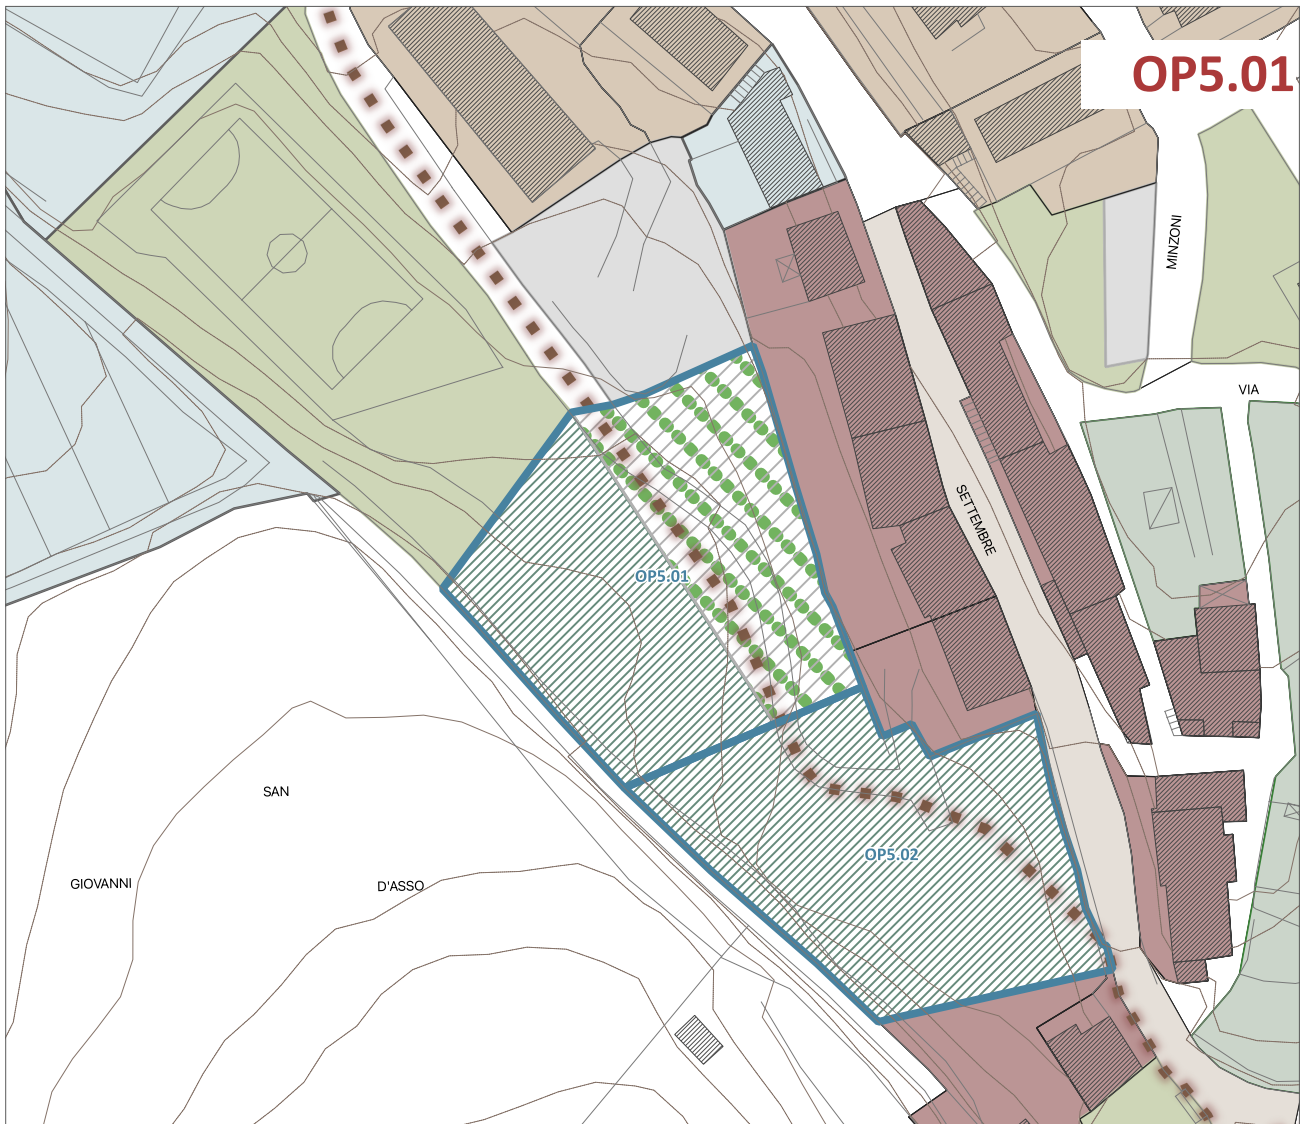 OP5.01
MINZONI
VIA
SETTEMBRE
OP5.01
SAN
OP5.02
GIOVANNI
D'ASSO